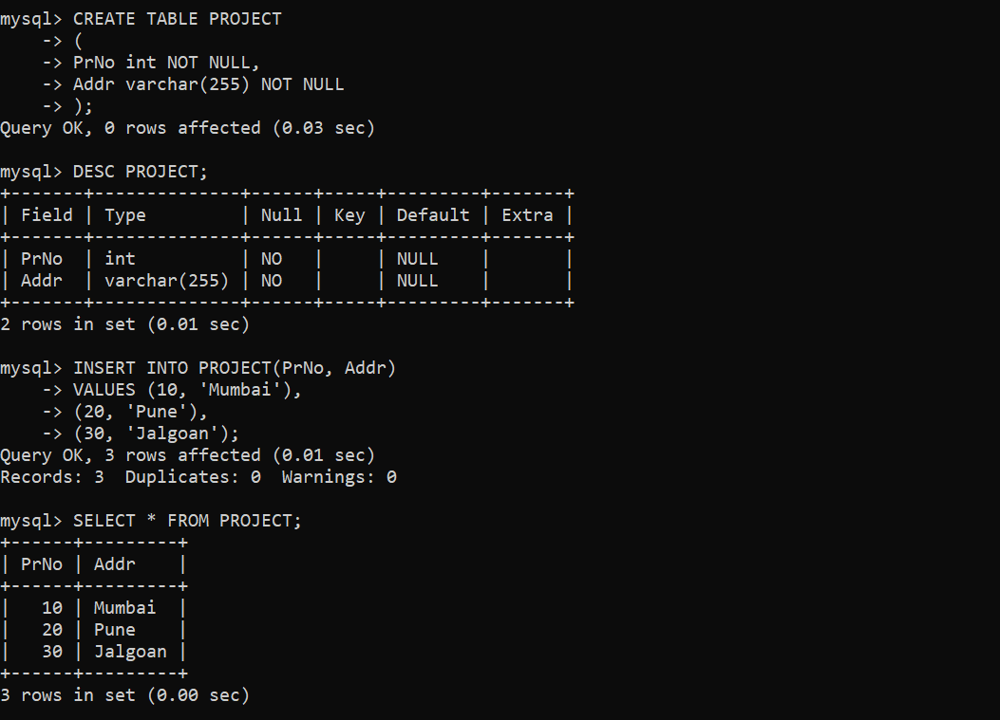 mysql> CREATE TABLE PROJECT
    -> (
    -> PrNo int NOT NULL,
    -> Addr varchar(255) NOT NULL
    -> );
Query OK, 0 rows affected (0.03 sec)

mysql> DESC PROJECT;
+-------+--------------+------+-----+---------+-------+
| Field | Type         | Null | Key | Default | Extra |
+-------+--------------+------+-----+---------+-------+
| PrNo  | int          | NO   |     | NULL    |       |
| Addr  | varchar(255) | NO   |     | NULL    |       |
+-------+--------------+------+-----+---------+-------+
2 rows in set (0.01 sec)

mysql> INSERT INTO PROJECT(PrNo, Addr)
    -> VALUES (10, 'Mumbai'),
    -> (20, 'Pune'),
    -> (30, 'Jalgoan');
Query OK, 3 rows affected (0.01 sec)
Records: 3  Duplicates: 0  Warnings: 0

mysql> SELECT * FROM PROJECT;
+------+---------+
| PrNo | Addr    |
+------+---------+
|   10 | Mumbai  |
|   20 | Pune    |
|   30 | Jalgoan |
+------+---------+
3 rows in set (0.00 sec)